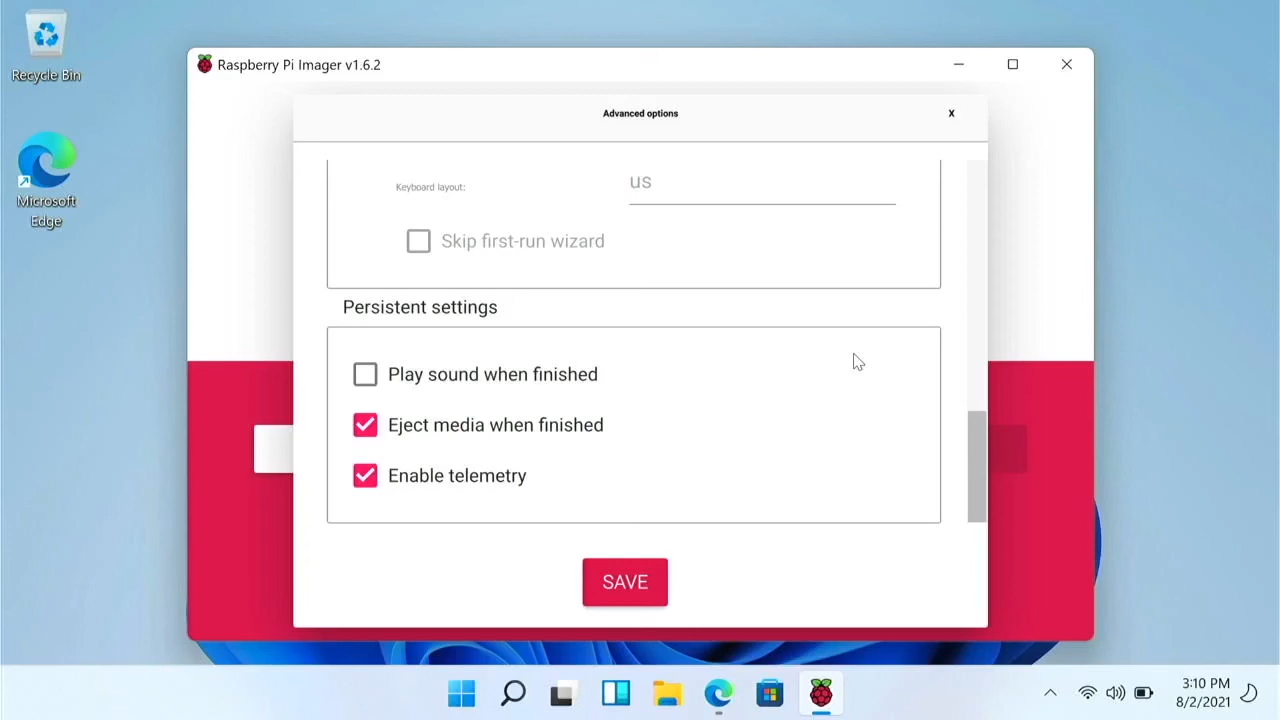 Recycle Bin
Microsoft
Edge
Raspberry Pi Imager v1.6.2
Advanced options
X
Keyboard layout:
us
Skip first-run wizard
Persistent settings
Play sound when finished
Eject media when finished
Enable telemetry
SAVE
3:10 PM
8/2/2021